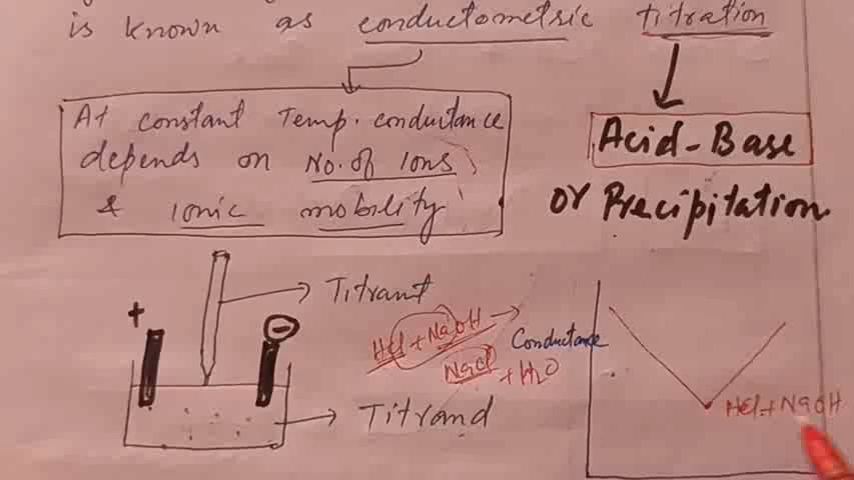 is known as conductometric titration
At constant Temp. conductance
depends on No. of Ions
& Ionic mobility
Acid-Base
or Precipitation
+
-
Titrant
HCl + NaOH →
NaCl + H2O
Titrand
Conductance
HCl + NaOH